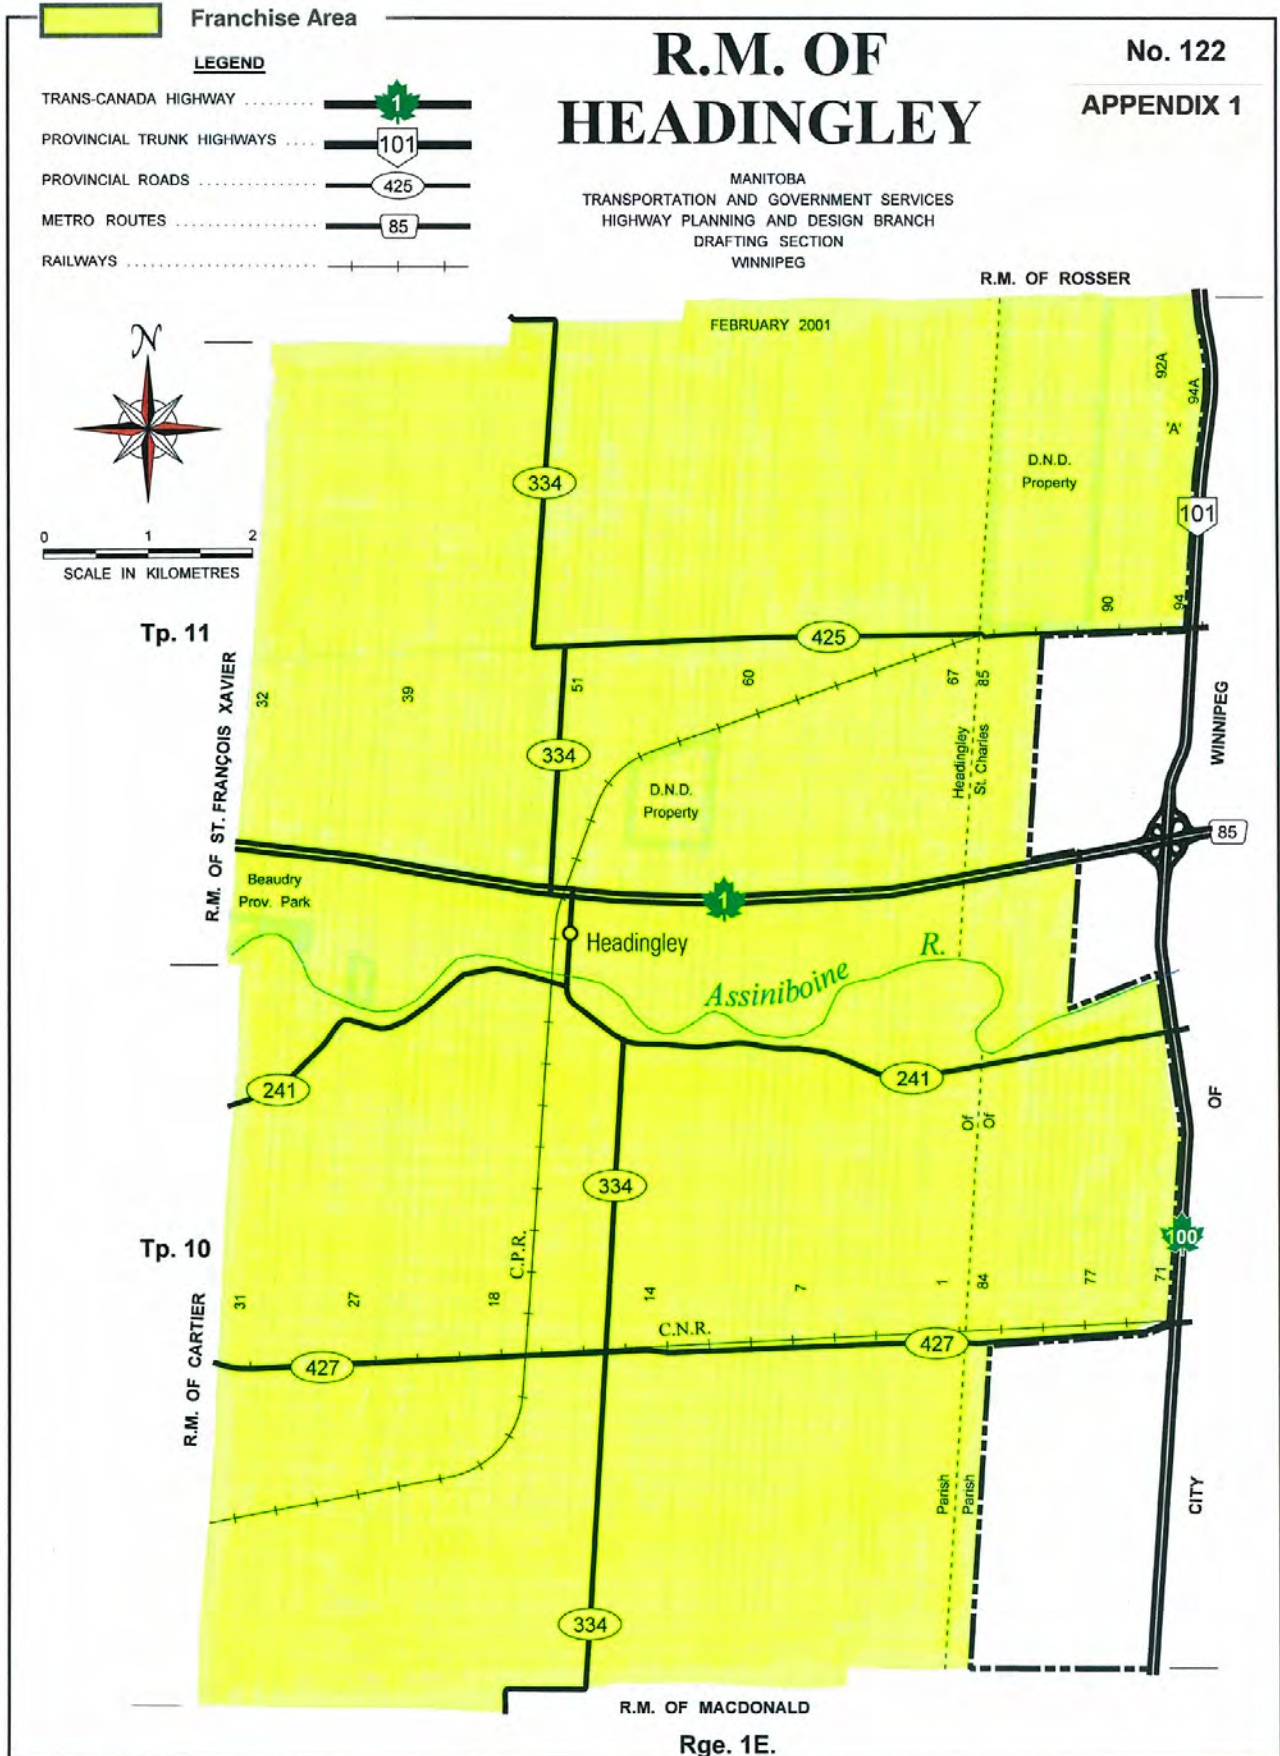 Franchise Area
LEGEND
TRANS-CANADA HIGHWAY ........ 1
PROVINCIAL TRUNK HIGHWAYS .... 101
PROVINCIAL ROADS ............. 425
METRO ROUTES ................ 85
RAILWAYS .....................
R.M. OF
HEADINGLEY
No. 122
APPENDIX 1
MANITOBA
TRANSPORTATION AND GOVERNMENT SERVICES
HIGHWAY PLANNING AND DESIGN BRANCH
DRAFTING SECTION
WINNIPEG
R.M. OF ROSSER
FEBRUARY 2001
N
0 1 2
SCALE IN KILOMETRES
92A
94A
'A'
D.N.D.
Property
334
101
90
94
Tp. 11
425
R.M. OF ST. FRANÇOIS XAVIER
32
39
51
60
67
85
334
Headingley
St. Charles
WINNIPEG
D.N.D.
Property
85
Beaudry
Prov. Park
1
Headingley
Assiniboine
R.
241
241
Of
Of
OF
334
Tp. 10
100
C.P.R.
31
27
18
14
7
1
84
77
71
C.N.R.
427
427
R.M. OF CARTIER
Parish
Parish
CITY
334
R.M. OF MACDONALD
Rge. 1E.